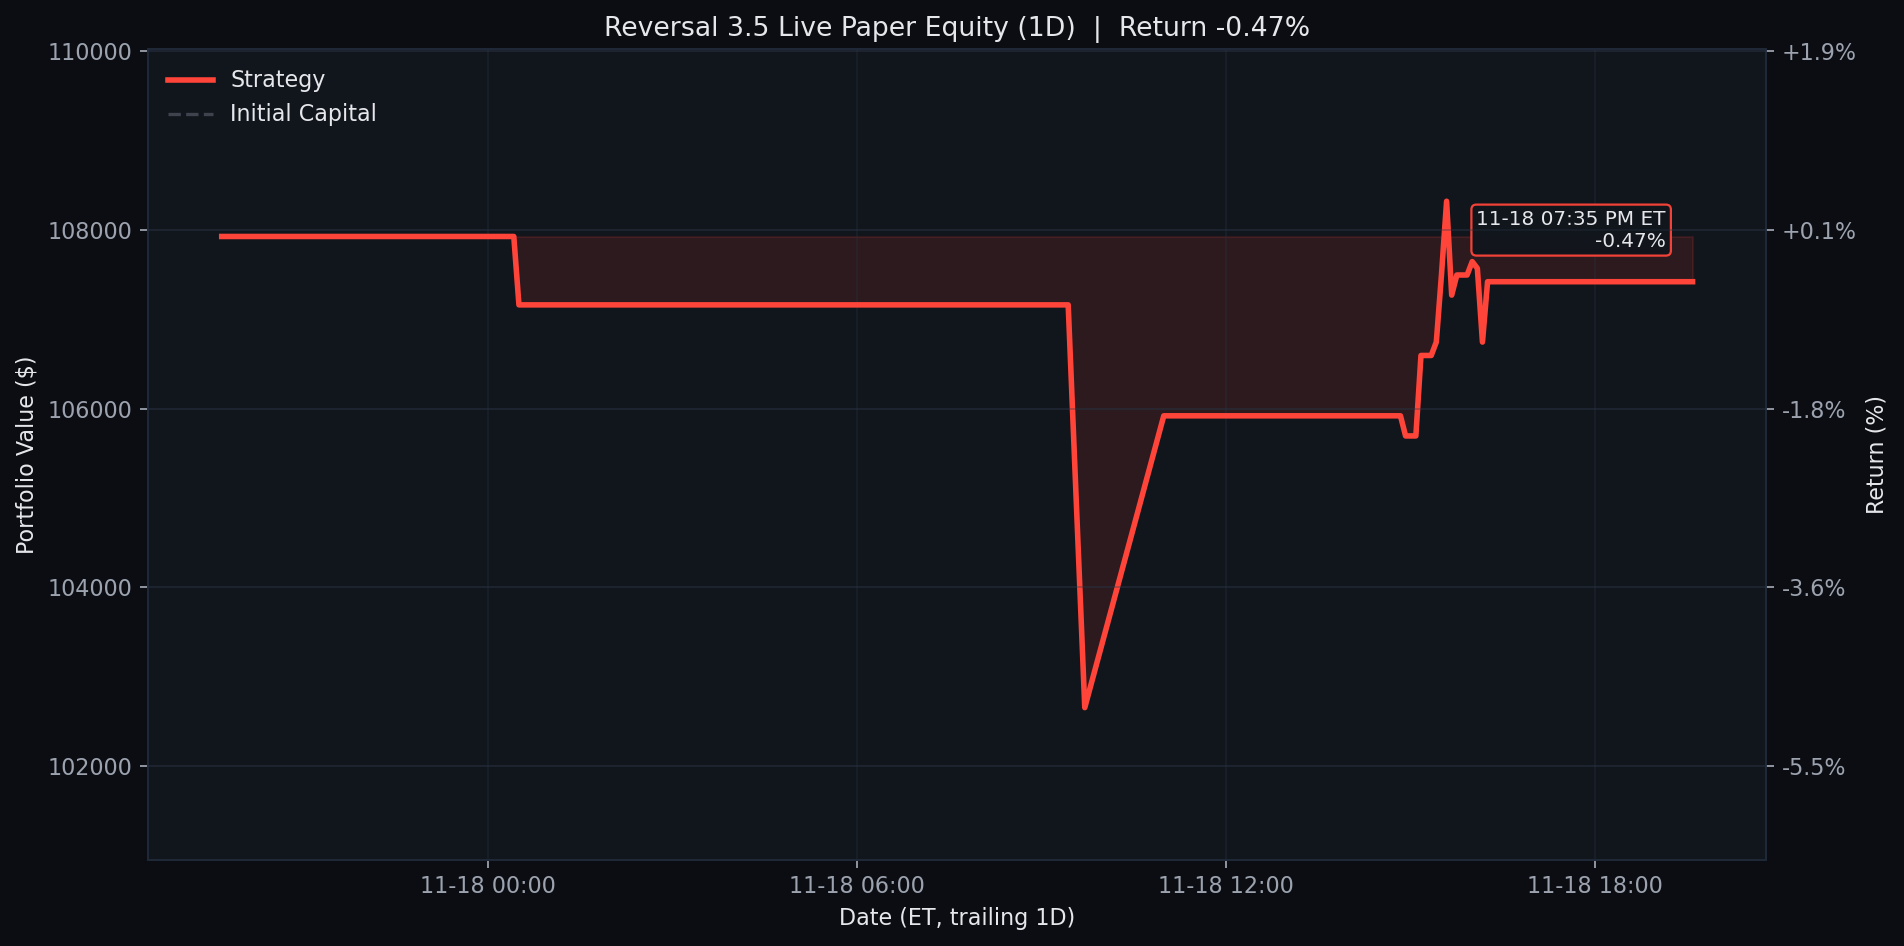 Reversal 3.5 Live Paper Equity (1D)  |  Return -0.47%
Strategy
Initial Capital
11-18 07:35 PM ET
-0.47%
Portfolio Value ($)
110000
108000
106000
104000
102000
+1.9%
+0.1%
-1.8%
-3.6%
-5.5%
Return (%)
11-18 00:00
11-18 06:00
11-18 12:00
11-18 18:00
Date (ET, trailing 1D)